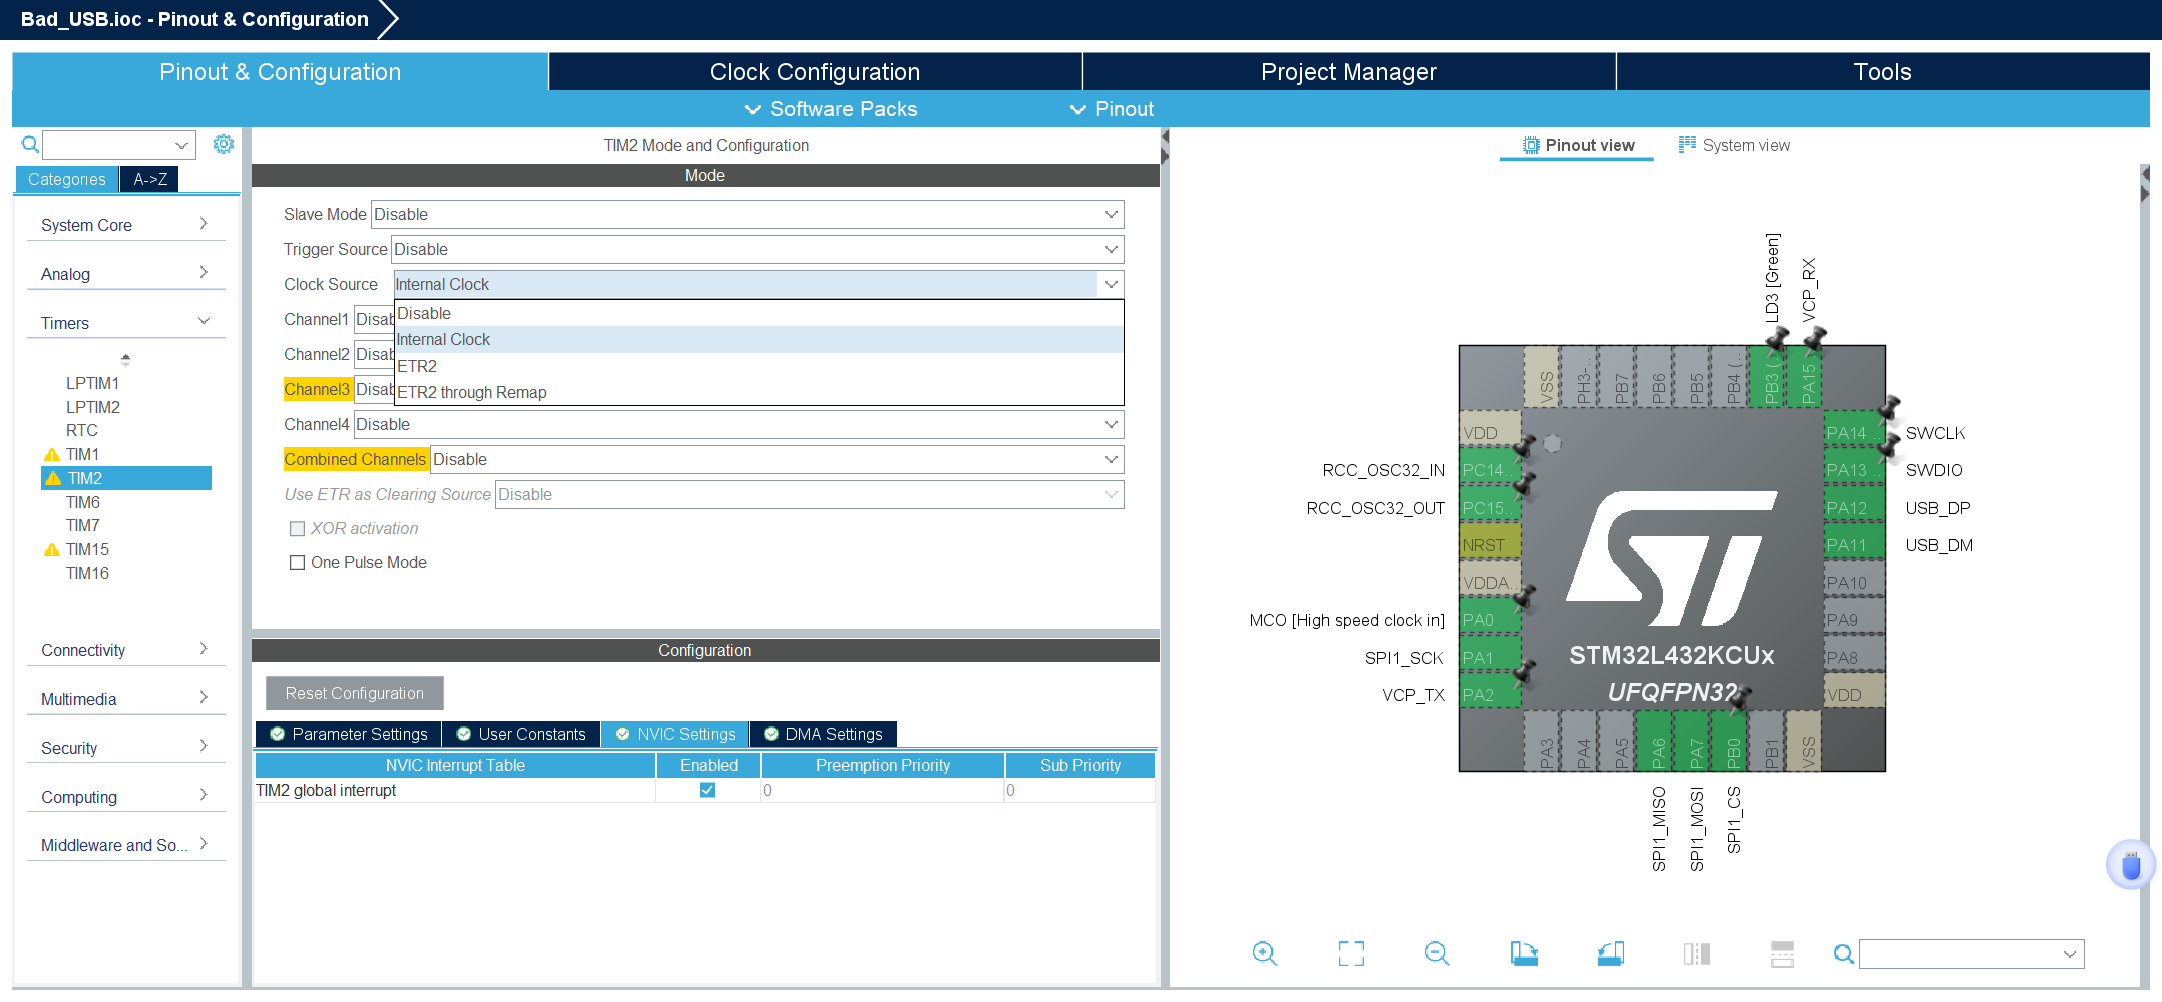 Bad_USB.ioc - Pinout & Configuration
Pinout & Configuration
Clock Configuration
Project Manager
Tools
Software Packs
Pinout
Categories
A->Z
System Core
Analog
Timers
LPTIM1
LPTIM2
RTC
TIM1
TIM2
TIM6
TIM7
TIM15
TIM16
Connectivity
Multimedia
Security
Computing
Middleware and So...
TIM2 Mode and Configuration
Mode
Slave Mode Disable
Trigger Source Disable
Clock Source Internal Clock
Disable
Internal Clock
ETR2
ETR2 through Remap
Channel1 Disab
Channel2 Disab
Channel3 Disab
Channel4 Disable
Combined Channels Disable
Use ETR as Clearing Source Disable
XOR activation
One Pulse Mode
Configuration
Reset Configuration
Parameter Settings
User Constants
NVIC Settings
DMA Settings
NVIC Interrupt Table Enabled Preemption Priority Sub Priority
TIM2 global interrupt 0 0
Pinout view
System view
LD3 [Green]
VCP_RX
VSS
PH3-...
PB7
PB6
PB5
PB4 (...
PB3 (...
PA15
VDD
RCC_OSC32_IN PC14...
RCC_OSC32_OUT PC15...
NRST
VDDA...
MCO [High speed clock in] PA0
SPI1_SCK PA1
VCP_TX PA2
PA14 ... SWCLK
PA13 ... SWDIO
PA12 USB_DP
PA11 USB_DM
PA10
PA9
PA8
VDD
STM32L432KCUx
UFQFPN32
PA3
PA4
PA5
PA6
PA7
PB0
PB1
VSS
SPI1_MISO
SPI1_MOSI
SPI1_CS